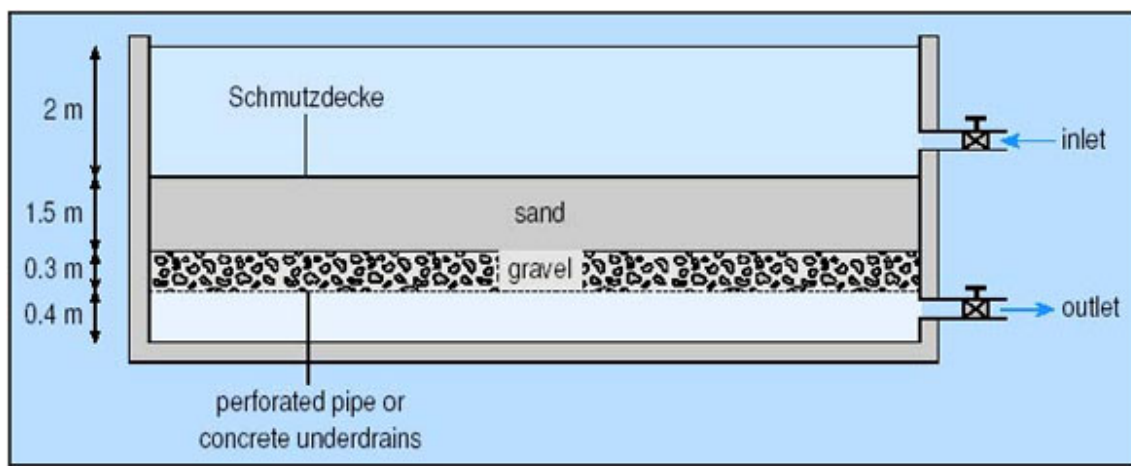 2 m
Schmutzdecke
inlet
1.5 m
sand
0.3 m
gravel
0.4 m
outlet
perforated pipe or
concrete underdrains